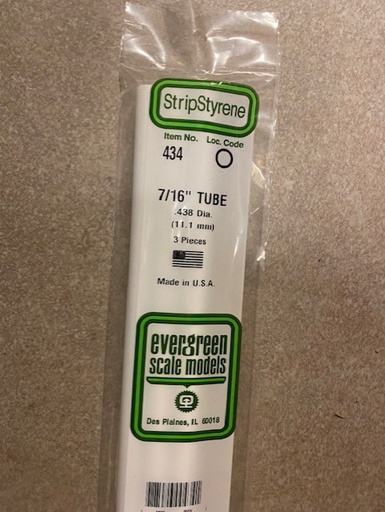 StripStyrene
Item No. Loc. Code
434
7/16" TUBE
.438 Dia.
(11.1 mm)
3 Pieces
Made in U.S.A.
evergreen
scale models
Des Plaines, IL 60018